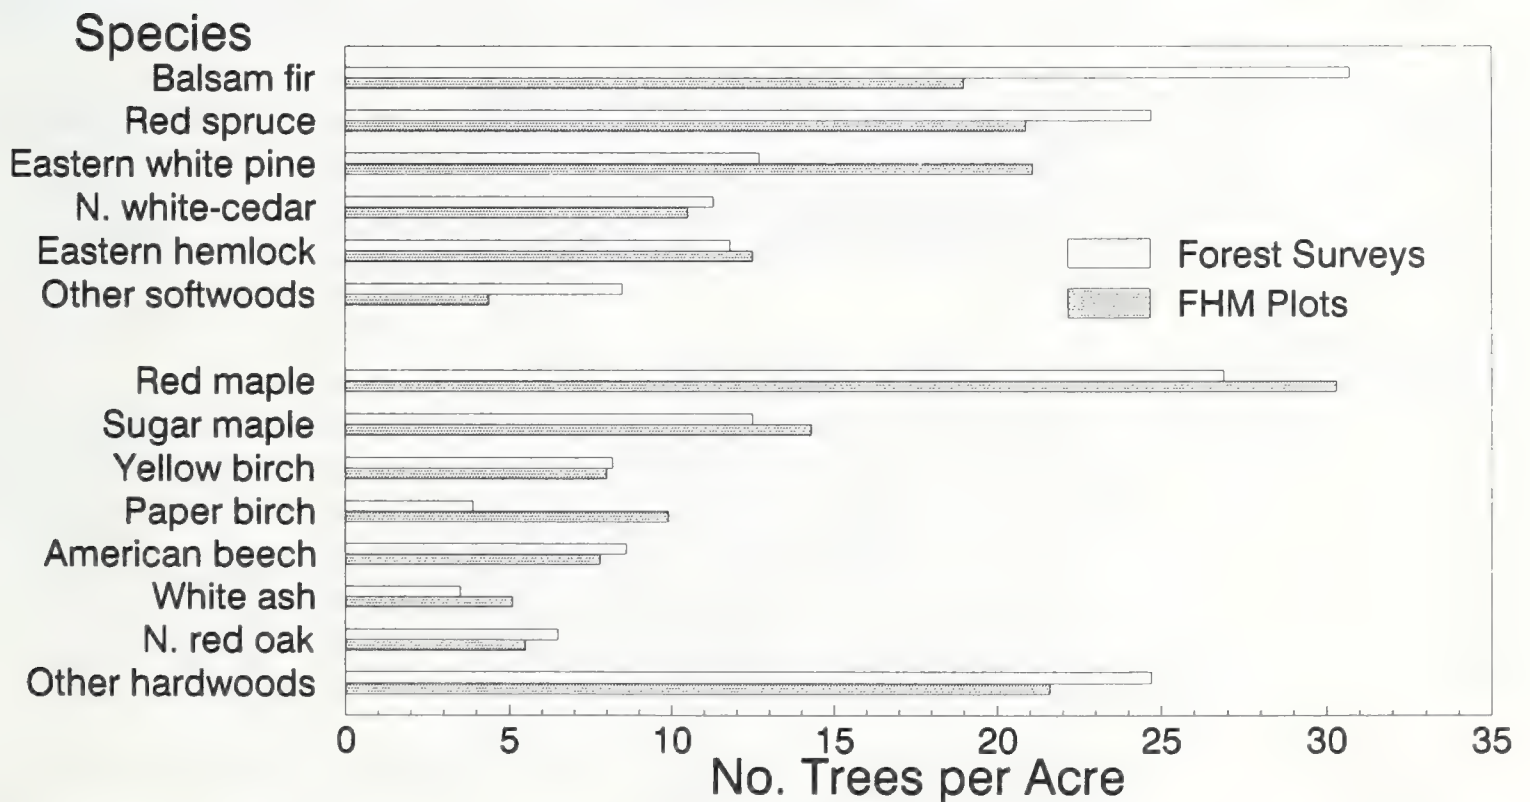 Species
Balsam fir
Red spruce
Eastern white pine
N. white-cedar
Eastern hemlock
Other softwoods
Forest Surveys
FHM Plots
Red maple
Sugar maple
Yellow birch
Paper birch
American beech
White ash
N. red oak
Other hardwoods
0 5 10 15 20 25 30 35
No. Trees per Acre